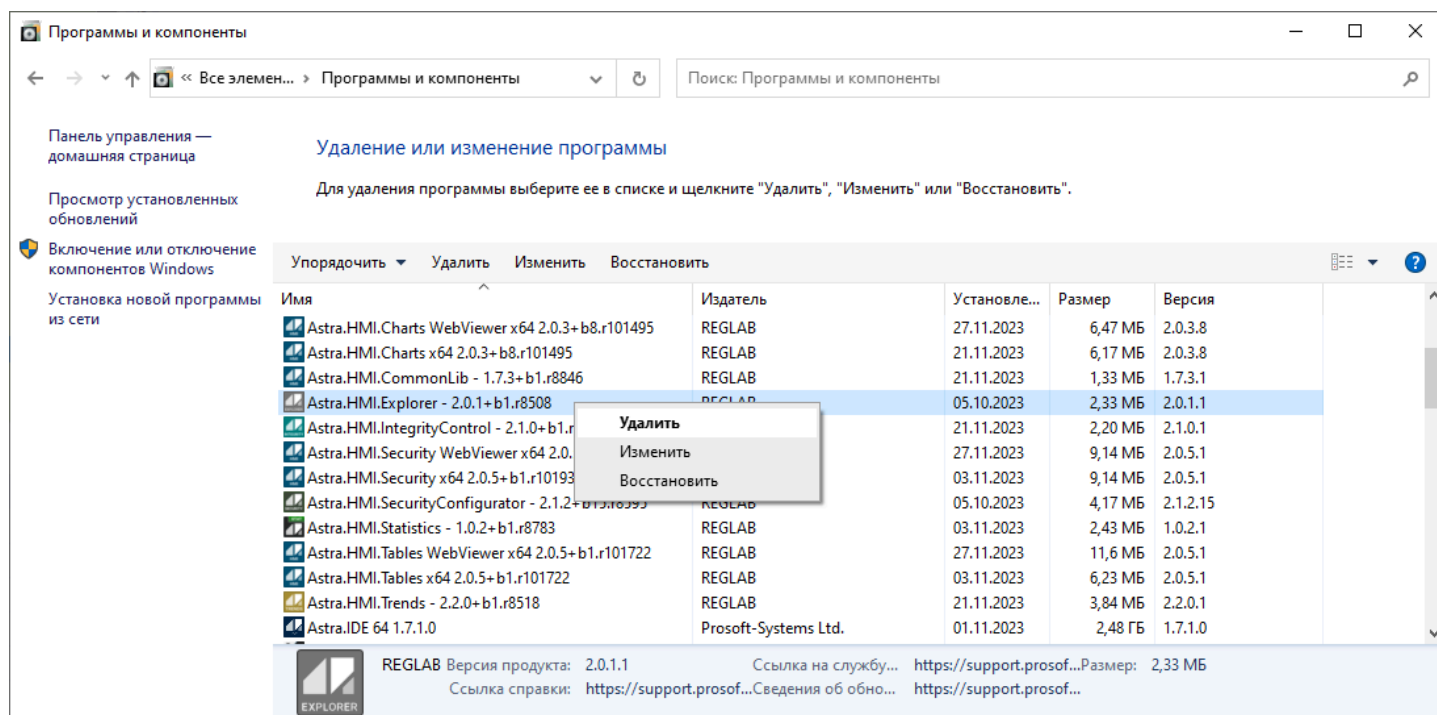 Программы и компоненты
« Все элемен... › Программы и компоненты
Поиск: Программы и компоненты
Панель управления —
домашняя страница
Просмотр установленных
обновлений
Включение или отключение
компонентов Windows
Установка новой программы
из сети
Удаление или изменение программы
Для удаления программы выберите ее в списке и щелкните "Удалить", "Изменить" или "Восстановить".
Упорядочить Удалить Изменить Восстановить
Имя Издатель Установле... Размер Версия
Astra.HMI.Charts WebViewer x64 2.0.3+b8.r101495 REGLAB 27.11.2023 6,47 МБ 2.0.3.8
Astra.HMI.Charts x64 2.0.3+b8.r101495 REGLAB 21.11.2023 6,17 МБ 2.0.3.8
Astra.HMI.CommonLib - 1.7.3+b1.r8846 REGLAB 21.11.2023 1,33 МБ 1.7.3.1
Astra.HMI.Explorer - 2.0.1+b1.r8508 REGLAB 05.10.2023 2,33 МБ 2.0.1.1
Astra.HMI.IntegrityControl - 2.1.0+b1.r 21.11.2023 2,20 МБ 2.1.0.1
Astra.HMI.Security WebViewer x64 2.0. 27.11.2023 9,14 МБ 2.0.5.1
Astra.HMI.Security x64 2.0.5+b1.r10193 03.11.2023 9,14 МБ 2.0.5.1
Astra.HMI.SecurityConfigurator - 2.1.2+b15.r8595 REGLAB 05.10.2023 4,17 МБ 2.1.2.15
Astra.HMI.Statistics - 1.0.2+b1.r8783 REGLAB 03.11.2023 2,43 МБ 1.0.2.1
Astra.HMI.Tables WebViewer x64 2.0.5+b1.r101722 REGLAB 27.11.2023 11,6 МБ 2.0.5.1
Astra.HMI.Tables x64 2.0.5+b1.r101722 REGLAB 03.11.2023 6,23 МБ 2.0.5.1
Astra.HMI.Trends - 2.2.0+b1.r8518 REGLAB 21.11.2023 3,84 МБ 2.2.0.1
Astra.IDE 64 1.7.1.0 Prosoft-Systems Ltd. 01.11.2023 2,48 ГБ 1.7.1.0
Удалить
Изменить
Восстановить
REGLAB Версия продукта: 2.0.1.1 Ссылка на службу... https://support.prosof... Размер: 2,33 МБ
Ссылка справки: https://support.prosof... Сведения об обно... https://support.prosof...
EXPLORER